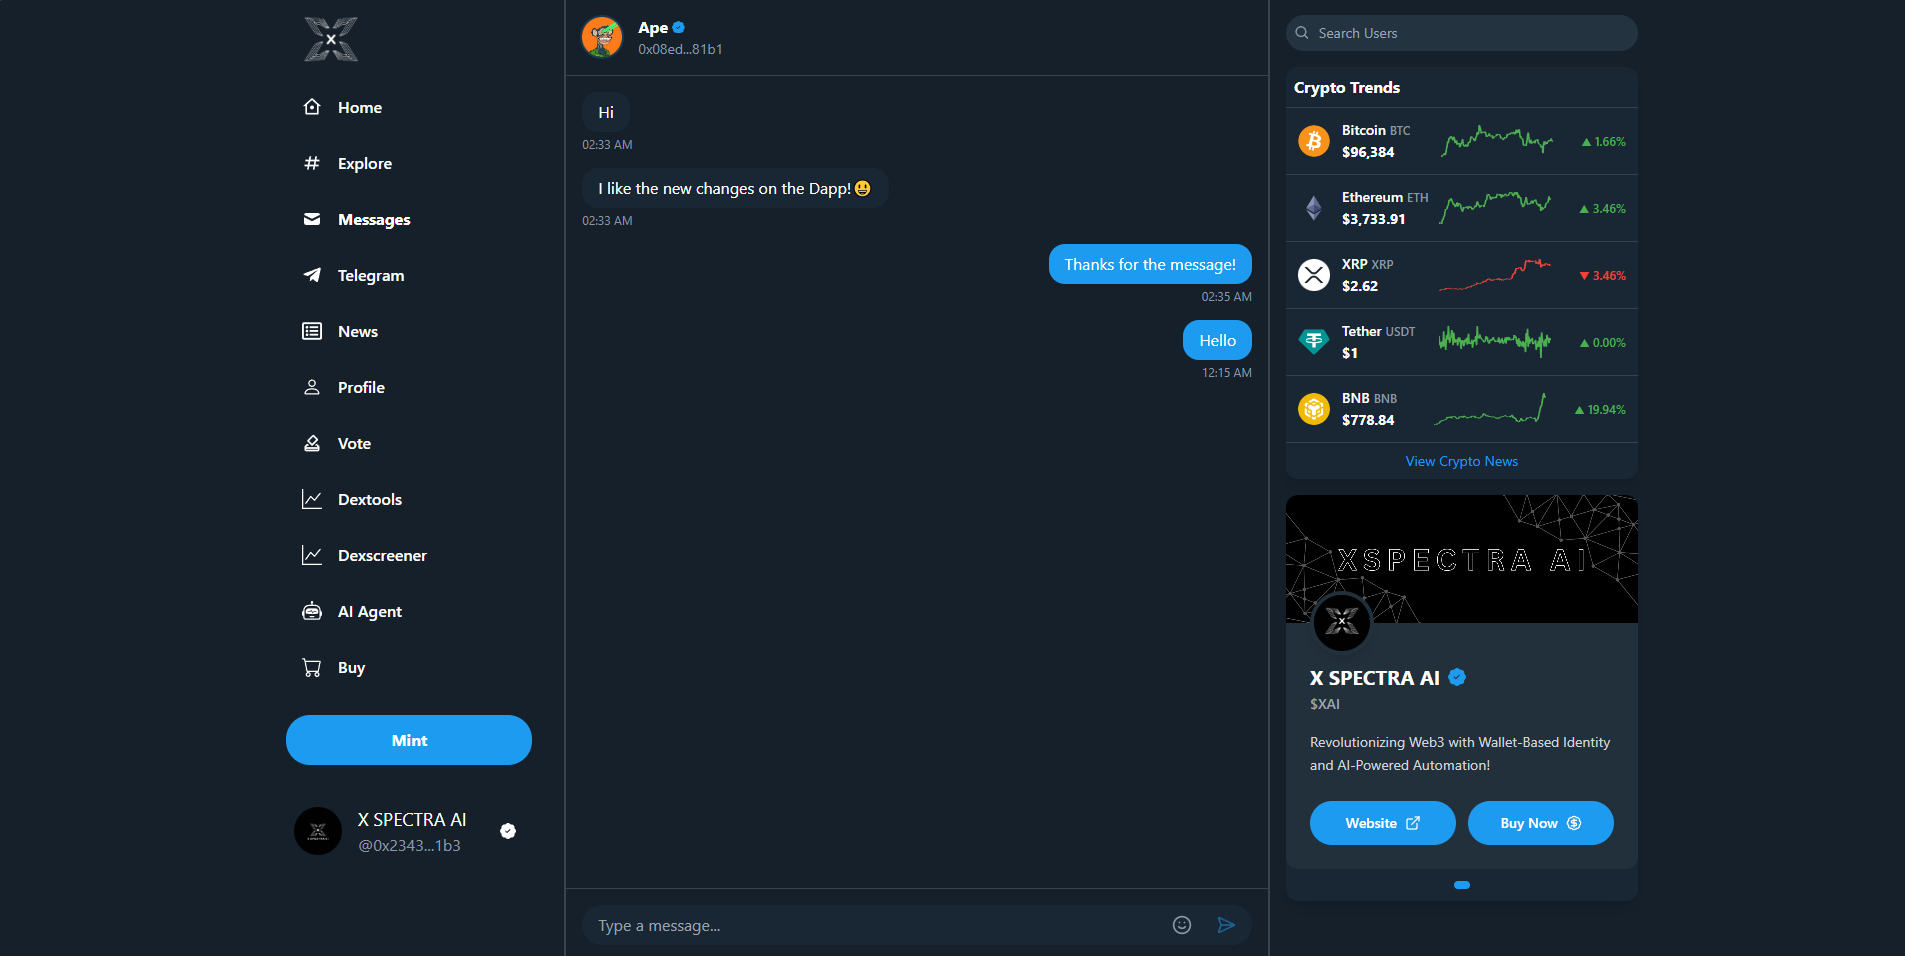 Home
Explore
Messages
Telegram
News
Profile
Vote
Dextools
Dexscreener
AI Agent
Buy
Mint
X SPECTRA AI
@0x2343...1b3
Ape
0x08ed...81b1
Hi
02:33 AM
I like the new changes on the Dapp!😃
02:33 AM
Thanks for the message!
02:35 AM
Hello
12:15 AM
Type a message...
Search Users
Crypto Trends
Bitcoin BTC
$96,384
▲ 1.66%
Ethereum ETH
$3,733.91
▲ 3.46%
XRP XRP
$2.62
▼ 3.46%
Tether USDT
$1
▲ 0.00%
BNB BNB
$778.84
▲ 19.94%
View Crypto News
XSPECTRA AI
X SPECTRA AI
$XAI
Revolutionizing Web3 with Wallet-Based Identity
and AI-Powered Automation!
Website
Buy Now